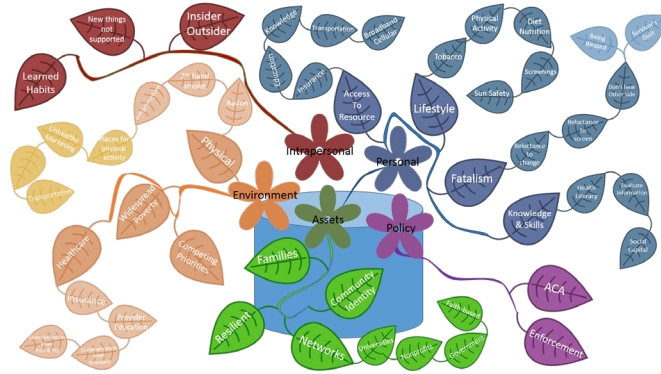 New things
not
supported
Insider
Outsider
Learned
Habits
Knowledge
Transportation
Broadband
Cellular
Education
Insurance
Access
To
Resource
Physical
Activity
Diet
Nutrition
Tobacco
Screenings
Sun Safety
Lifestyle
Being
Blessed
Survivor's
Guilt
Don't hear
Other side
Reluctance
To
screen
Reluctance
to
change
Fatalism
Knowledge
& Skills
Health
Literacy
Evaluate
Information
Social
Capital
2nd hand
smoke
Radon
Physical
Unhealthy
Marketing
Places for
physical
activity
Transportation
Intrapersonal
Personal
Environment
Assets
Policy
Widespread
Poverty
Healthcare
Competing
Priorities
Insurance
Provider
Education
Families
Community
Identity
Resilient
Networks
Universities
Nonprofits
Government
Faith-Based
ACA
Enforcement